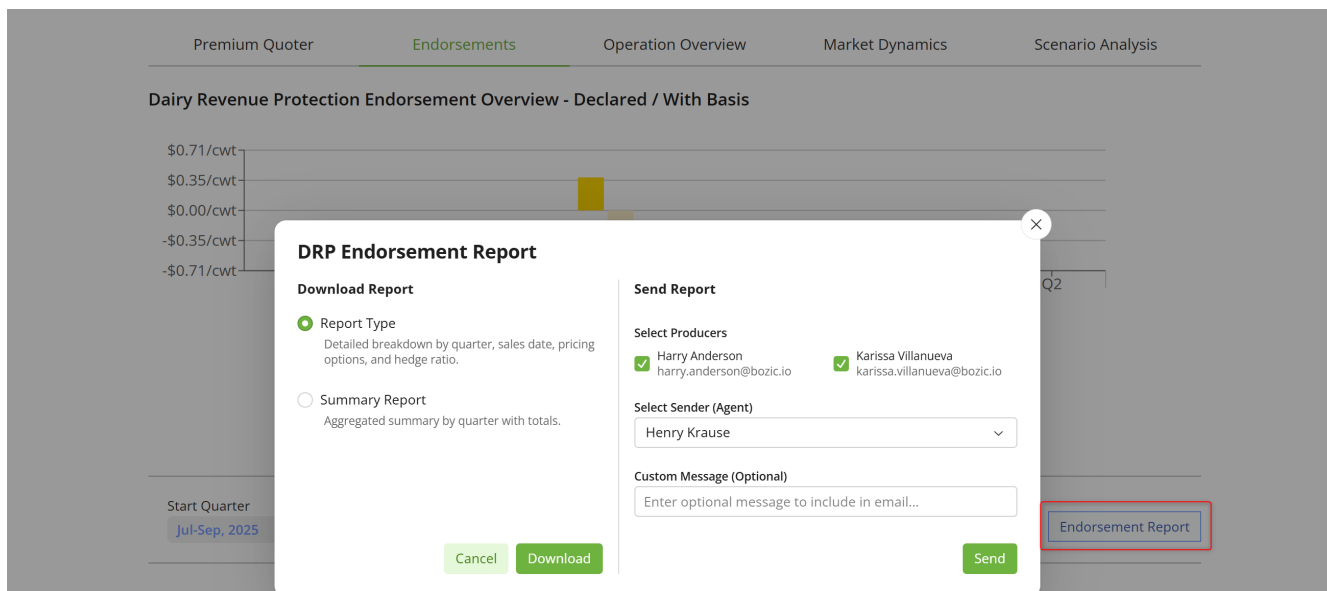 Premium Quoter
Endorsements
Operation Overview
Market Dynamics
Scenario Analysis
Dairy Revenue Protection Endorsement Overview - Declared / With Basis
$0.71/cwt
$0.35/cwt
$0.00/cwt
-$0.35/cwt
-$0.71/cwt
Q2
DRP Endorsement Report
Download Report
Report Type
Detailed breakdown by quarter, sales date, pricing
options, and hedge ratio.
Summary Report
Aggregated summary by quarter with totals.
Cancel
Download
Send Report
Select Producers
Harry Anderson
harry.anderson@bozic.io
Karissa Villanueva
karissa.villanueva@bozic.io
Select Sender (Agent)
Henry Krause
Custom Message (Optional)
Enter optional message to include in email...
Send
Start Quarter
Jul-Sep, 2025
Endorsement Report